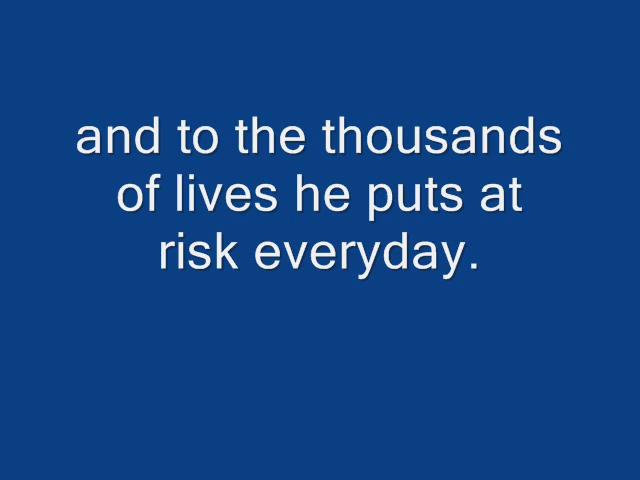 and to the thousands
of lives he puts at
risk everyday.